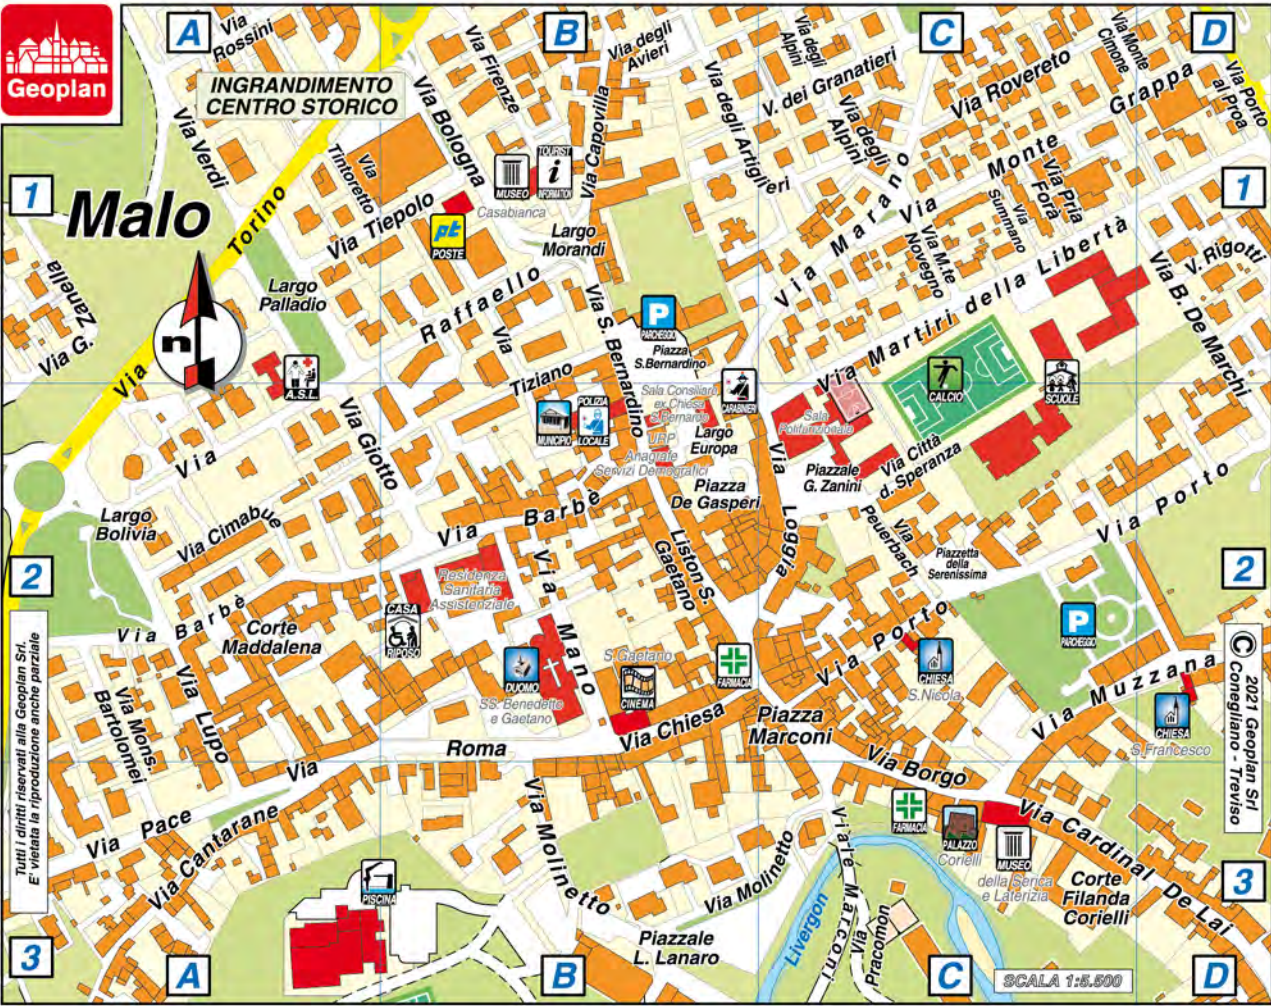 Geoplan
A
B
C
D
Via
Rossini
INGRANDIMENTO
CENTRO STORICO
Via Firenze
Via degli
Avieri
Via degli
Alpini
V. dei Granatieri
Via Rovereto
Via Monte
Cimone
Grappa
Via Porto
al Proa
Via Verdi
Via Bologna
Via Capovilla
Via degli Artiglieri
Via degli
Alpini
Monte
Via
Tintoretto
TOURIST
i
INFORMATION
MUSEO
Casabianca
1
1
Malo
Via Tiepolo
pt
POSTE
Largo
Morandi
Via Marano
Via
Via
Summano
Via Pria
Forà
Via M.te
Novegno
Torino
Via G.
Zanella
Largo
Palladio
Raffaello
Via
Via S. Bernardino
P
PARCHEGGIO
Piazza
S.Bernardino
Via Martiri della Libertà
V. Rigotti
Via B. De Marchi
n
Via
A.S.L.
Tiziano
MUNICIPIO
POLIZIA
LOCALE
Sala Consiliare
ex Chiesa
S.Bernardo
URP
Anagrafe
Servizi Demografici
CARABINIERI
Largo
Europa
Sala
Polifunzionale
CALCIO
SCUOLE
Via Giotto
Via
Via
Loggia
Piazzale
G. Zanini
Via Città
d. Speranza
Via Porto
Piazza
De Gasperi
Largo
Bolivia
Via Cimabue
Via Barbe
Via
Mano
Liston S.
Gaetano
Via
Peuerbach
Piazzetta
della
Serenissima
2
2
Via Barbè
Corte
Maddalena
CASA
RIPOSO
Residenza
Sanitaria
Assistenziale
DUOMO
SS. Benedetto
e Gaetano
S.Gaetano
CINEMA
FARMACIA
Via Porto
CHIESA
S.Nicola
P
PARCHEGGIO
Via Muzzana
CHIESA
S.Francesco
Via Mons.
Bartolomei
Via
Lupo
Via
Roma
Via Chiesa
Piazza
Marconi
Via Borgo
Via Pace
Via Cantarane
Via Molinetto
Via Molinetto
FARMACIA
PALAZZO
Corielli
MUSEO
della Serica
e Laterizia
Via Cardinal De Lai
Corte
Filanda
Corielli
PISCINA
Piazzale
L. Lanaro
Livergon
Viale Marconi
Via
Pracomon
3
3
A
B
C
D
SCALA 1:5.500
Tutti i diritti riservati alla Geoplan Srl.
E' vietata la riproduzione anche parziale
© 2021 Geoplan Srl
Conegliano - Treviso